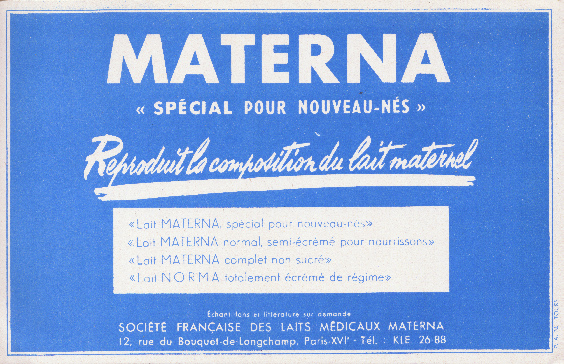 MATERNA
« SPÉCIAL POUR NOUVEAU-NÉS »
Reproduit la composition du lait maternel
«Lait MATERNA, spécial pour nouveau-nés»
«Lait MATERNA normal, semi-écrémé pour nourrissons»
«Lait MATERNA complet non sucré»
«Lait NORMA totalement écrémé de régime»
Échantillons et littérature sur demande
SOCIÉTÉ FRANÇAISE DES LAITS MÉDICAUX MATERNA
12, rue du Bouquet-de-Longchamp, Paris-XVIe - Tél. : KLE 26-88